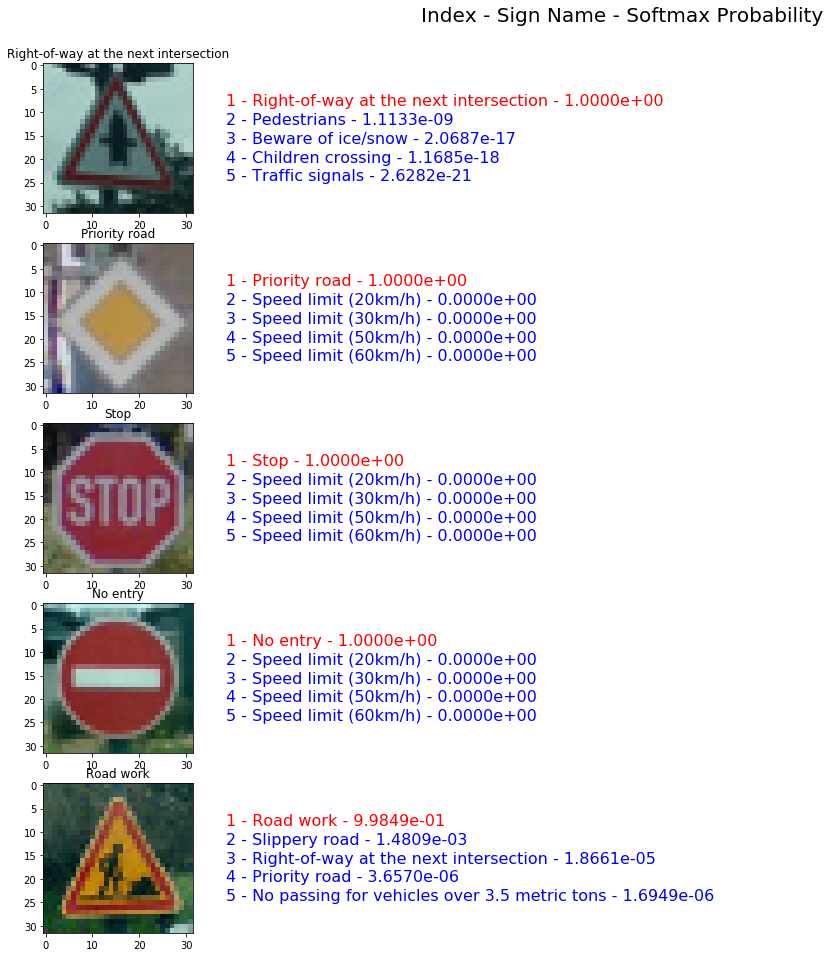 Index - Sign Name - Softmax Probability
Right-of-way at the next intersection
0
5
10
15
20
25
30
0 10 20 30
1 - Right-of-way at the next intersection - 1.0000e+00
2 - Pedestrians - 1.1133e-09
3 - Beware of ice/snow - 2.0687e-17
4 - Children crossing - 1.1685e-18
5 - Traffic signals - 2.6282e-21
Priority road
0
5
10
15
20
25
30
0 10 20 30
1 - Priority road - 1.0000e+00
2 - Speed limit (20km/h) - 0.0000e+00
3 - Speed limit (30km/h) - 0.0000e+00
4 - Speed limit (50km/h) - 0.0000e+00
5 - Speed limit (60km/h) - 0.0000e+00
Stop
0
5
10
15
20
25
30
STOP
0 10 20 30
1 - Stop - 1.0000e+00
2 - Speed limit (20km/h) - 0.0000e+00
3 - Speed limit (30km/h) - 0.0000e+00
4 - Speed limit (50km/h) - 0.0000e+00
5 - Speed limit (60km/h) - 0.0000e+00
No entry
0
5
10
15
20
25
30
0 10 20 30
1 - No entry - 1.0000e+00
2 - Speed limit (20km/h) - 0.0000e+00
3 - Speed limit (30km/h) - 0.0000e+00
4 - Speed limit (50km/h) - 0.0000e+00
5 - Speed limit (60km/h) - 0.0000e+00
Road work
0
5
10
15
20
25
30
0 10 20 30
1 - Road work - 9.9849e-01
2 - Slippery road - 1.4809e-03
3 - Right-of-way at the next intersection - 1.8661e-05
4 - Priority road - 3.6570e-06
5 - No passing for vehicles over 3.5 metric tons - 1.6949e-06